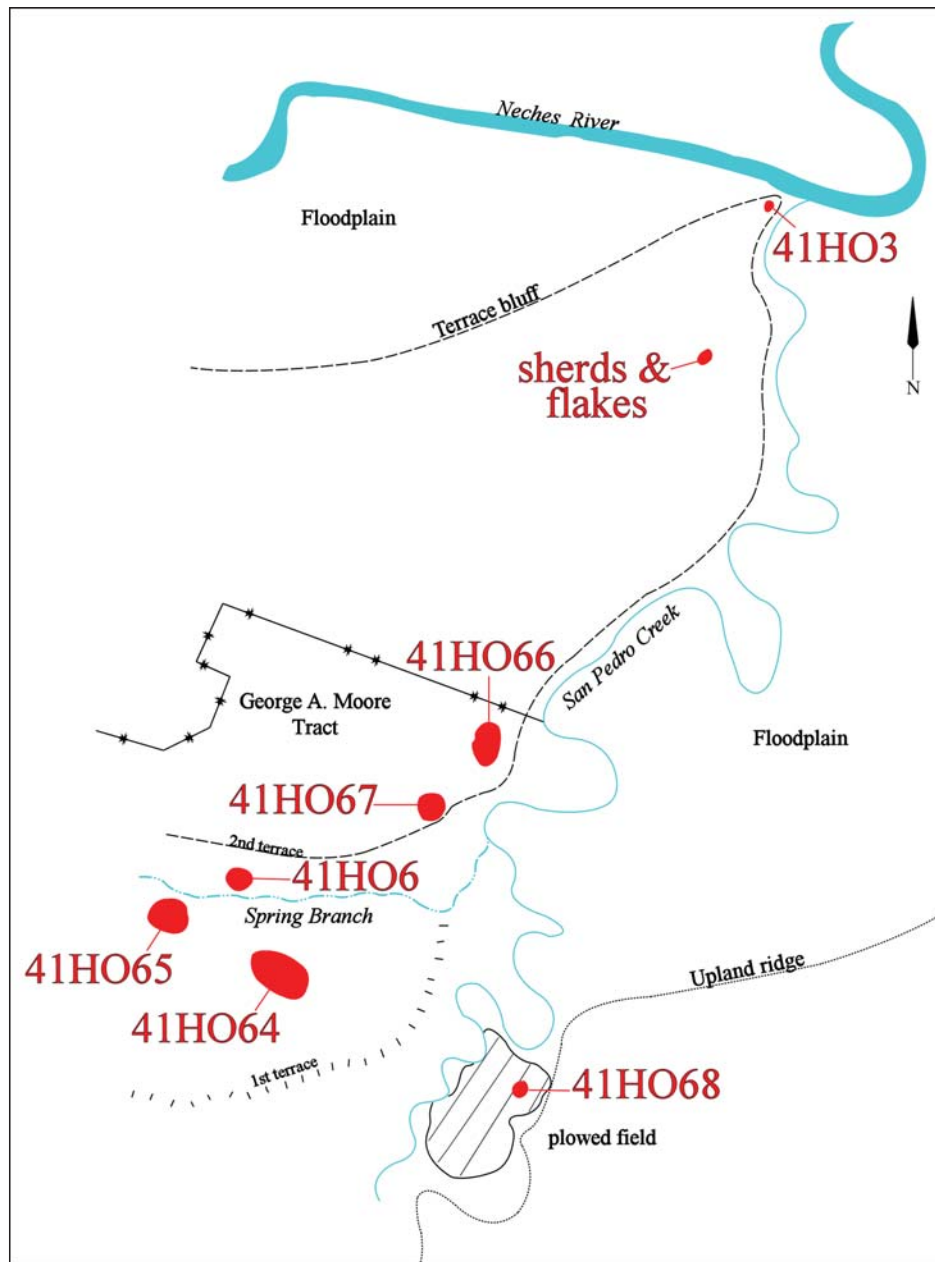 Neches River
Floodplain
41HO3
Terrace bluff
sherds &
flakes
N
San Pedro Creek
41HO66
George A. Moore
Tract
Floodplain
41HO67
2nd terrace
41HO6
Spring Branch
41HO65
Upland ridge
41HO64
1st terrace
41HO68
plowed field